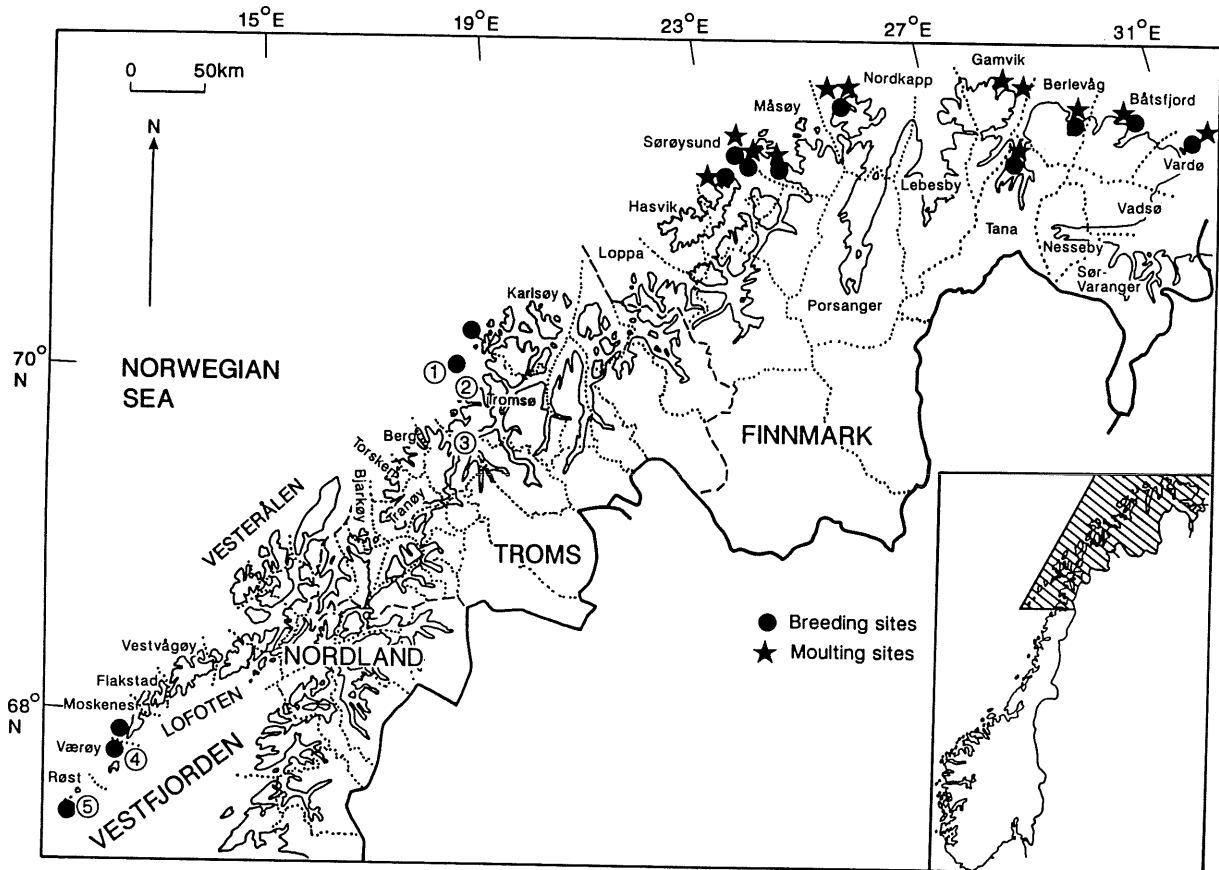 15°E
19°E
23°E
27°E
31°E
0 50km
N
Gamvik
Nordkapp
Berlevåg
Båtsfjord
Måsøy
Sørøysund
Vardø
Lebesby
Hasvik
Vadsø
Tana
Nesseby
Loppa
Sør-
Varanger
Karlsøy
Porsanger
70°
N
NORWEGIAN
SEA
①
②
Tromsø
③
Berg
FINNMARK
Torsken
Bjarkøy
Tranøy
VESTERÅLEN
TROMS
Breeding sites
Moulting sites
Vestvågøy
NORDLAND
Flakstad
Moskenes
LOFOTEN
68°
N
Værøy
④
Røst
⑤
VESTFJORDEN